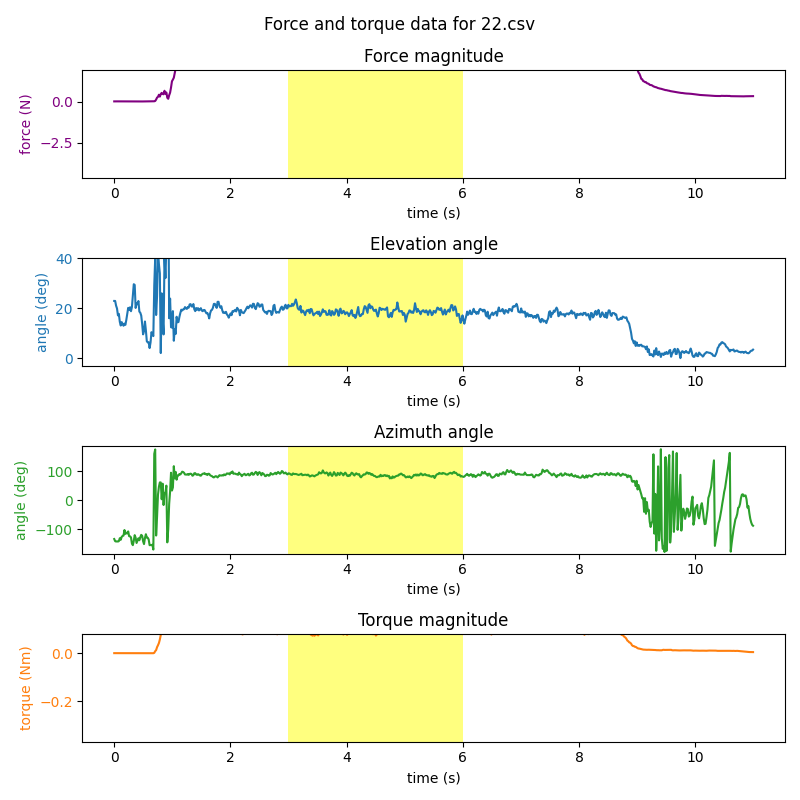 Force and torque data for 22.csv
Force magnitude
force (N)
0.0
−2.5
0 2 4 6 8 10
time (s)
Elevation angle
angle (deg)
40
20
0
0 2 4 6 8 10
time (s)
Azimuth angle
angle (deg)
100
0
−100
0 2 4 6 8 10
time (s)
Torque magnitude
torque (Nm)
0.0
−0.2
0 2 4 6 8 10
time (s)